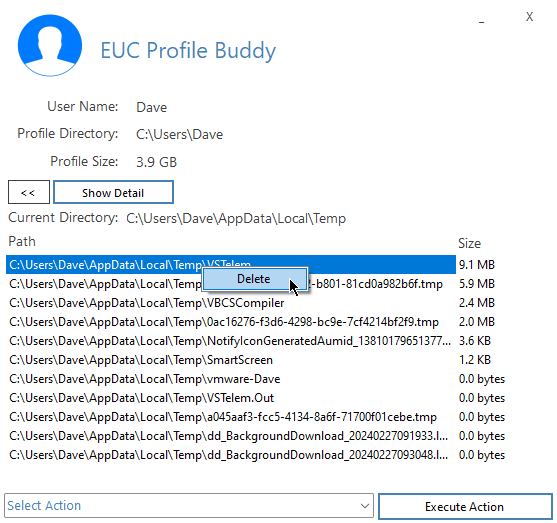 _ X
EUC Profile Buddy
User Name: Dave
Profile Directory: C:\Users\Dave
Profile Size: 3.9 GB
<< Show Detail
Current Directory: C:\Users\Dave\AppData\Local\Temp
Path Size
C:\Users\Dave\AppData\Local\Temp\VSTelem 9.1 MB
Delete
C:\Users\Dave\AppData\Local\Temp\ -b801-81cd0a982b6f.tmp 5.9 MB
C:\Users\Dave\AppData\Local\Temp\VBCSCompiler 2.4 MB
C:\Users\Dave\AppData\Local\Temp\0ac16276-f3d6-4298-bc9e-7cf4214bf2f9.tmp 2.0 MB
C:\Users\Dave\AppData\Local\Temp\NotifyIconGeneratedAumid_13810179651377... 3.6 KB
C:\Users\Dave\AppData\Local\Temp\SmartScreen 1.2 KB
C:\Users\Dave\AppData\Local\Temp\vmware-Dave 0.0 bytes
C:\Users\Dave\AppData\Local\Temp\VSTelem.Out 0.0 bytes
C:\Users\Dave\AppData\Local\Temp\a045aaf3-fcc5-4134-8a6f-71700f01cebe.tmp 0.0 bytes
C:\Users\Dave\AppData\Local\Temp\dd_BackgroundDownload_20240227091933.l... 0.0 bytes
C:\Users\Dave\AppData\Local\Temp\dd_BackgroundDownload_20240227093048.l... 0.0 bytes
Select Action Execute Action